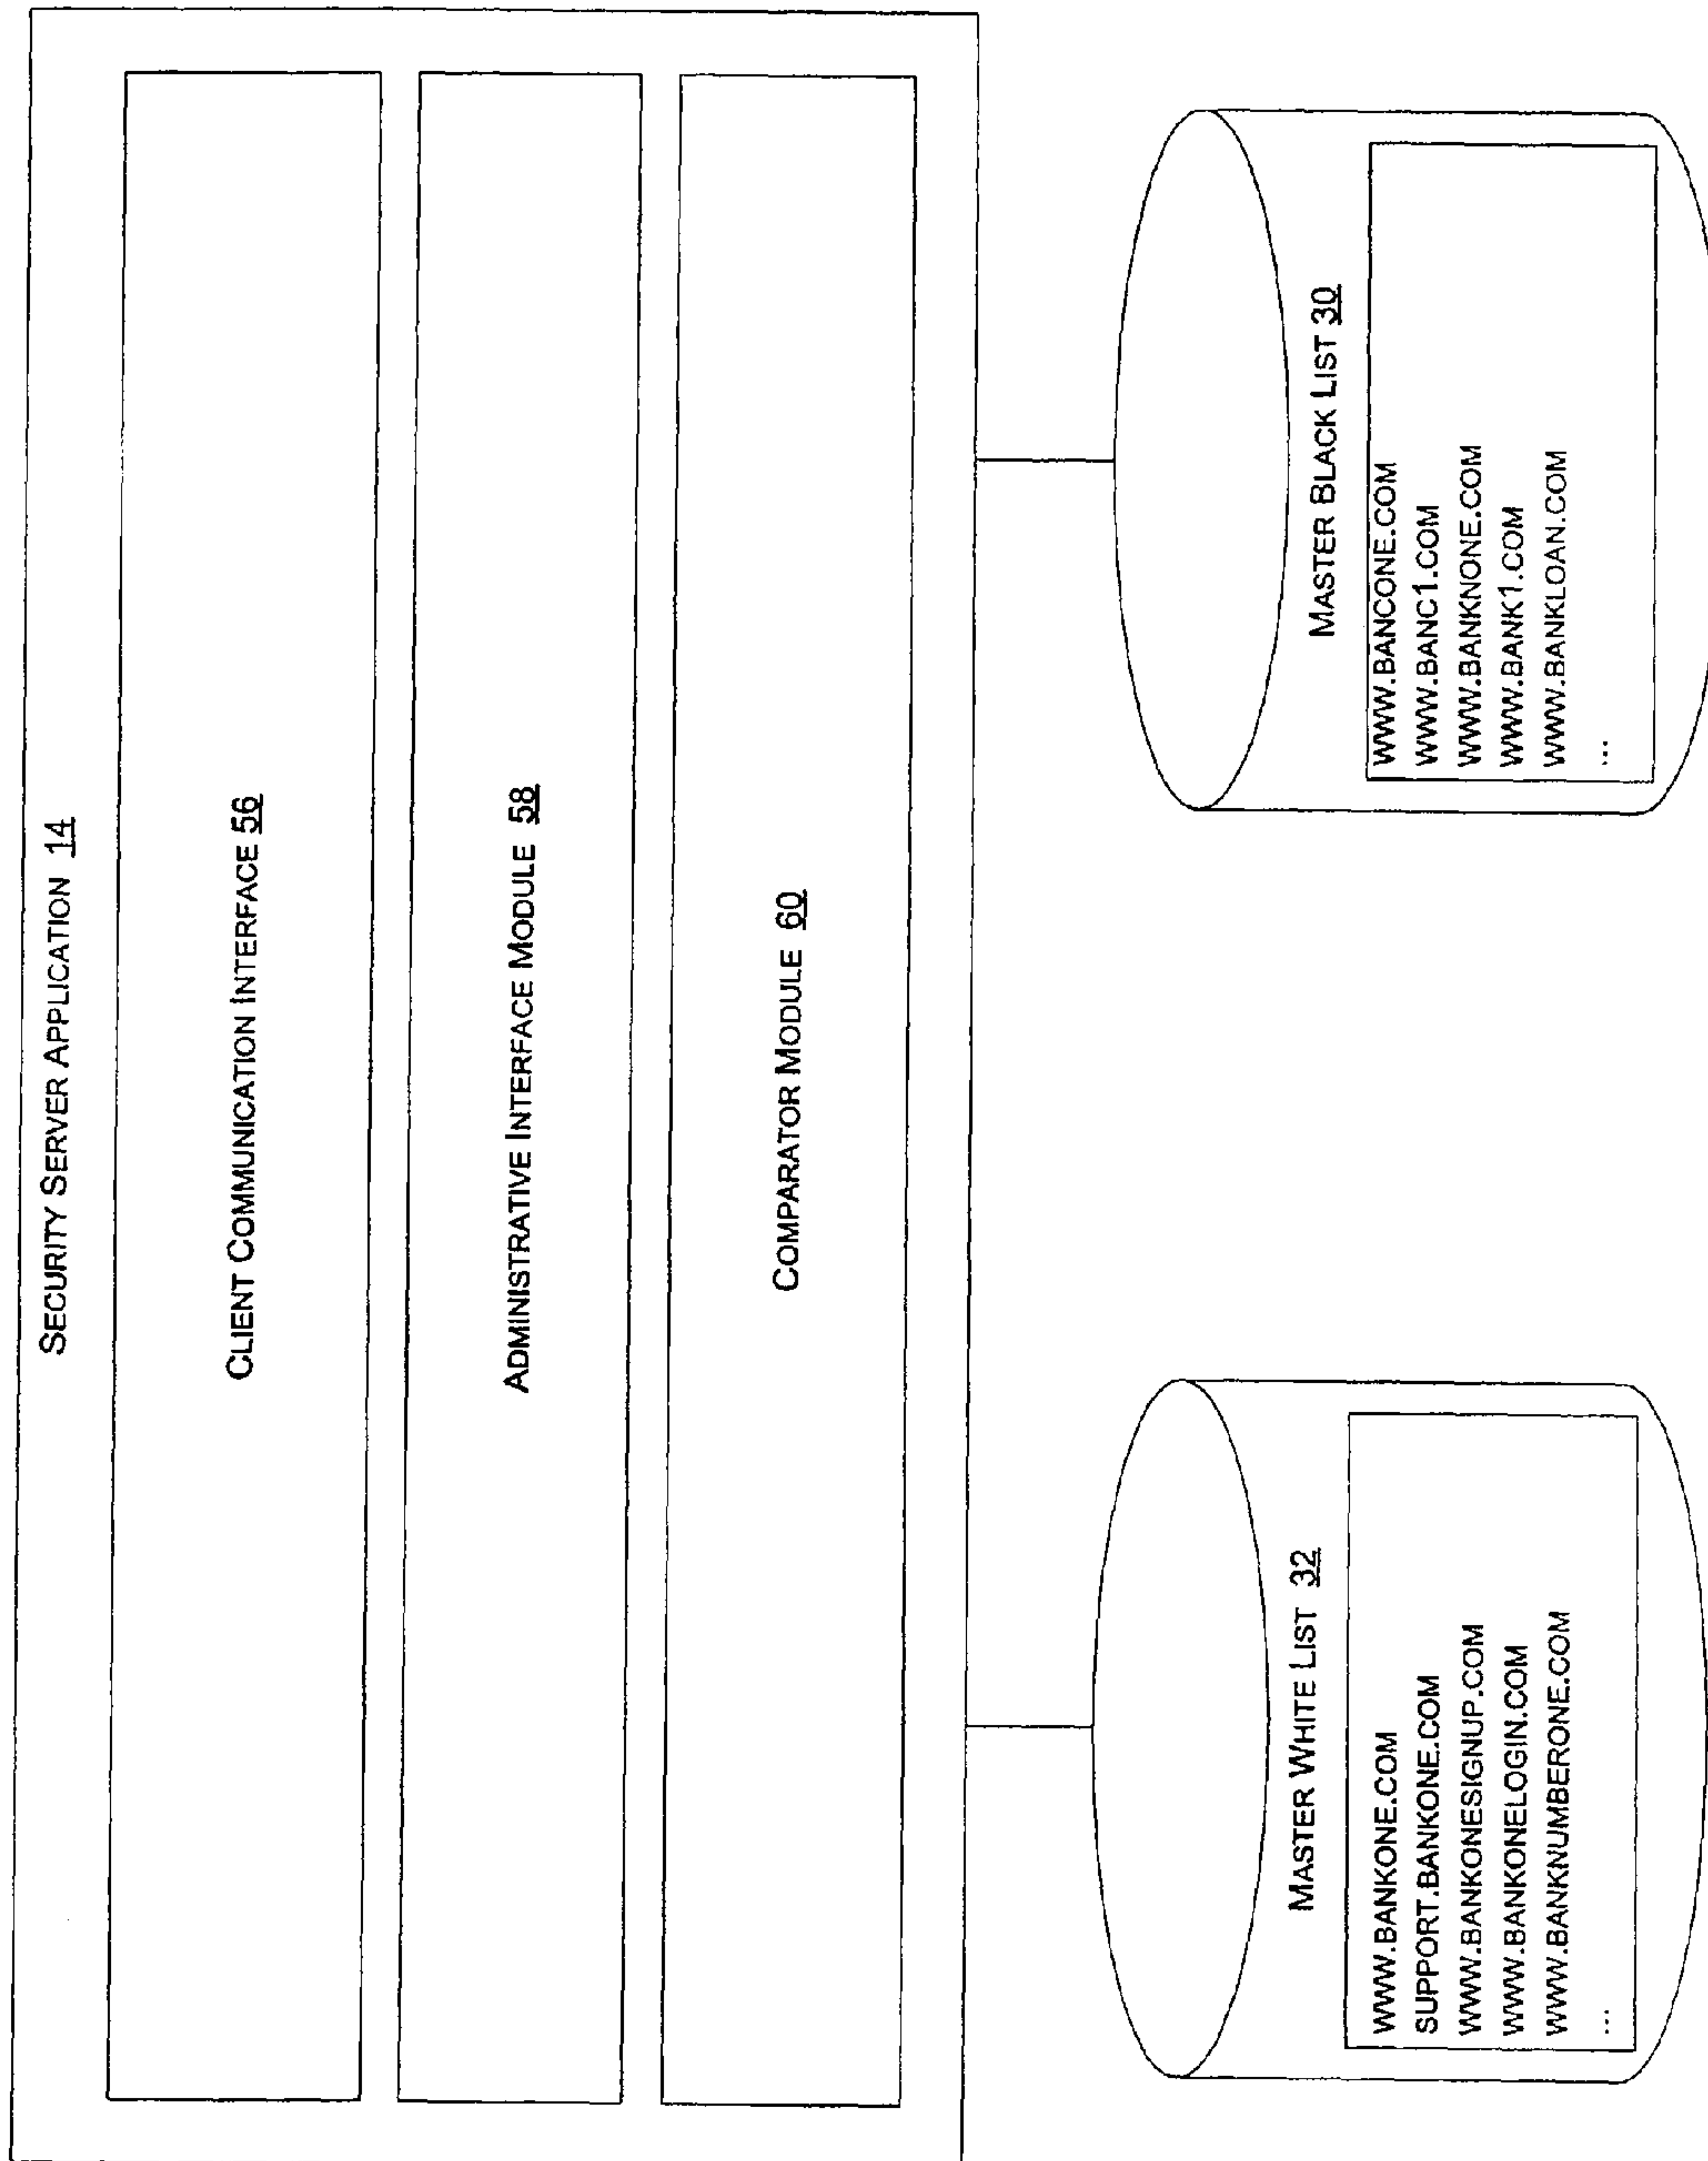 SECURITY SERVER APPLICATION 14
CLIENT COMMUNICATION INTERFACE 56
ADMINISTRATIVE INTERFACE MODULE 58
COMPARATOR MODULE 60
MASTER WHITE LIST 32
WWW.BANKONE.COM
SUPPORT.BANKONE.COM
WWW.BANKONESIGNUP.COM
WWW.BANKONELOGIN.COM
WWW.BANKNUMBERONE.COM
...
MASTER BLACK LIST 30
WWW.BANCONE.COM
WWW.BANC1.COM
WWW.BANKNONE.COM
WWW.BANK1.COM
WWW.BANKLOAN.COM
...